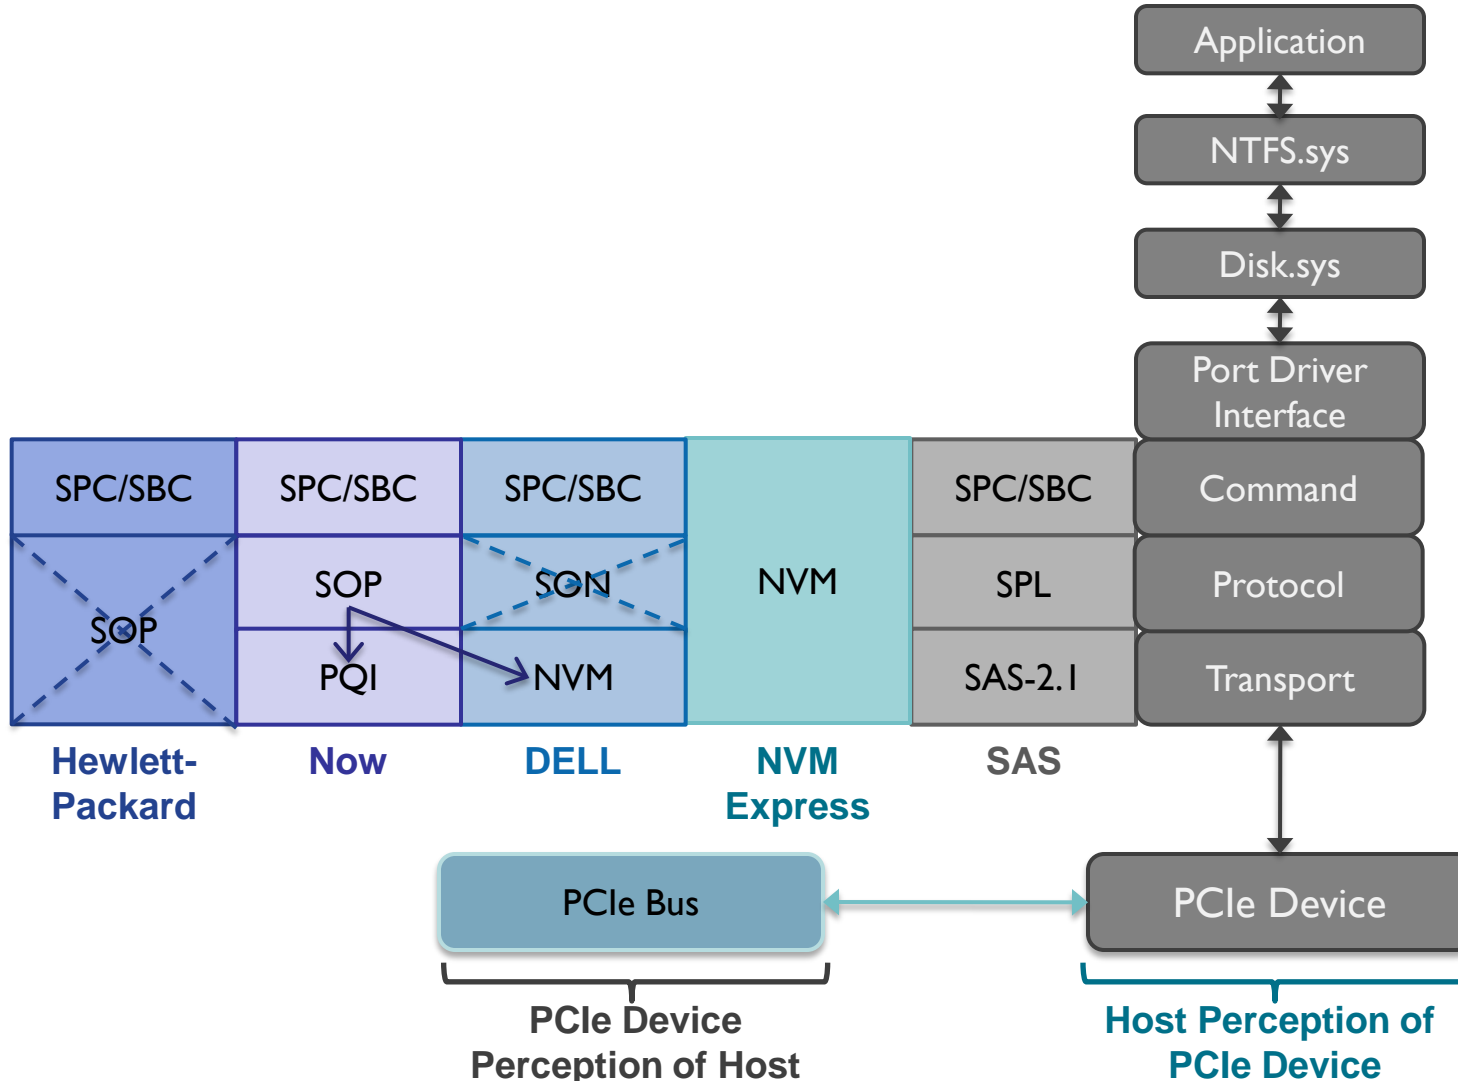 Application
NTFS.sys
Disk.sys
Port Driver
Interface
SPC/SBC
SPC/SBC
SPC/SBC
SPC/SBC
Command
SOP
SOP
SON
NVM
SPL
Protocol
PQI
NVM
SAS-2.1
Transport
Hewlett-
Packard
Now
DELL
NVM
Express
SAS
PCIe Bus
PCIe Device
PCIe Device
Perception of Host
Host Perception of
PCIe Device